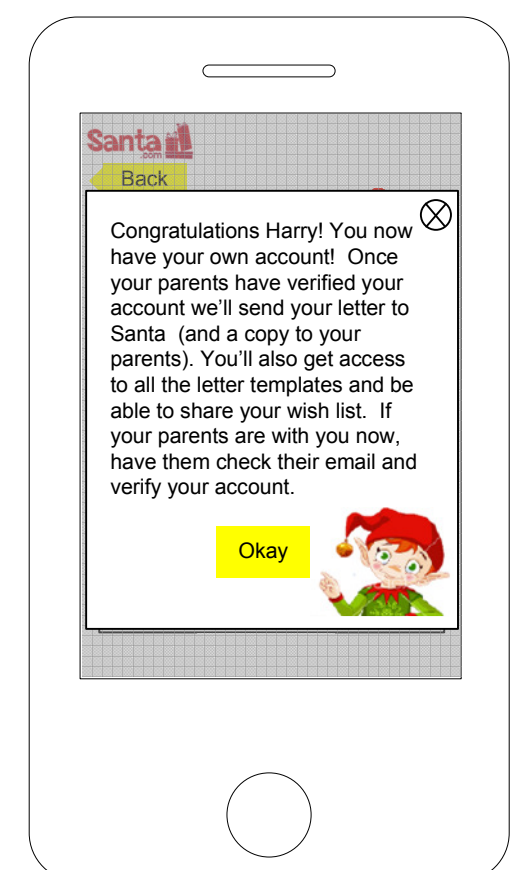 Santa
.com
Back
Congratulations Harry! You now
have your own account!  Once
your parents have verified your
account we'll send your letter to
Santa  (and a copy to your
parents). You'll also get access
to all the letter templates and be
able to share your wish list.  If
your parents are with you now,
have them check their email and
verify your account.
Okay